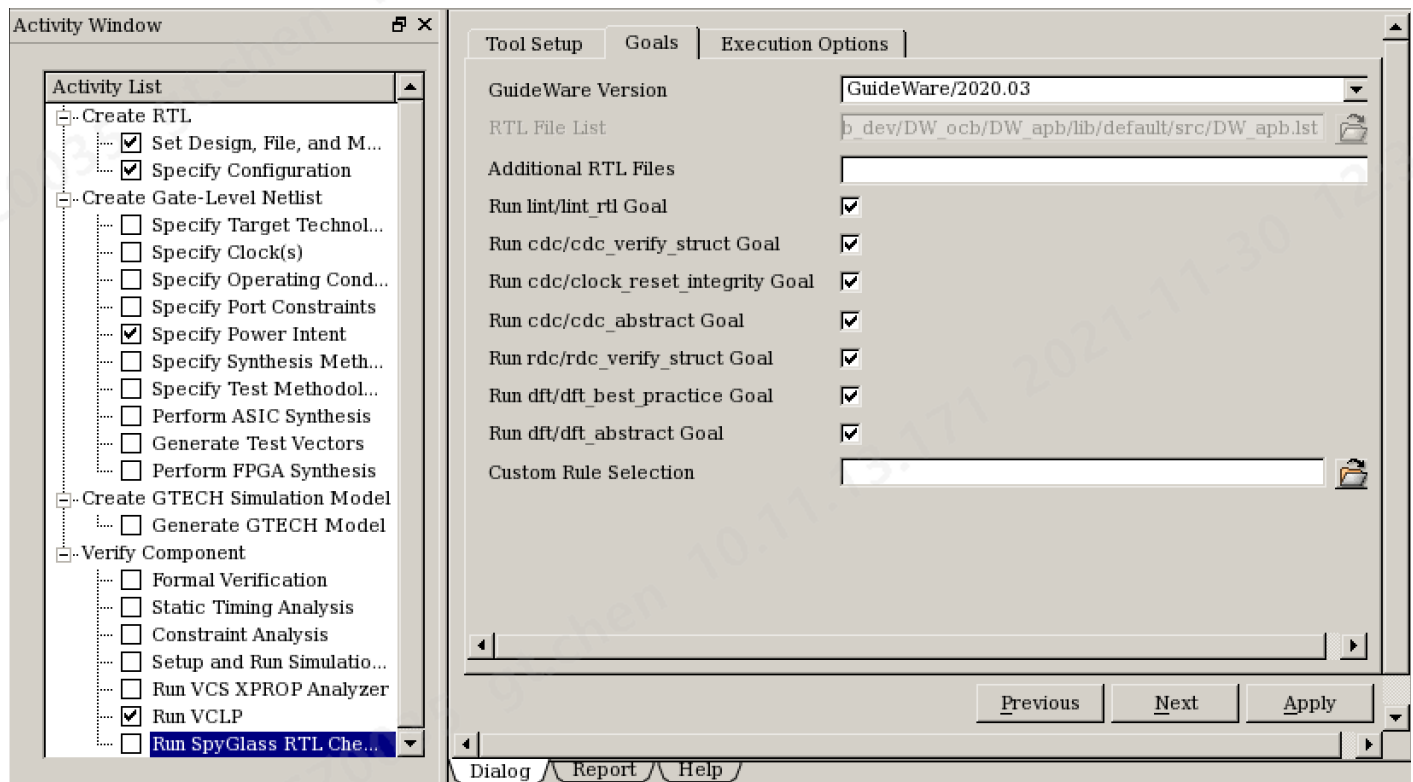 Activity Window
Activity List
Create RTL
Set Design, File, and M...
Specify Configuration
Create Gate-Level Netlist
Specify Target Technol...
Specify Clock(s)
Specify Operating Cond...
Specify Port Constraints
Specify Power Intent
Specify Synthesis Meth...
Specify Test Methodol...
Perform ASIC Synthesis
Generate Test Vectors
Perform FPGA Synthesis
Create GTECH Simulation Model
Generate GTECH Model
Verify Component
Formal Verification
Static Timing Analysis
Constraint Analysis
Setup and Run Simulatio...
Run VCS XPROP Analyzer
Run VCLP
Run SpyGlass RTL Che...
Tool Setup
Goals
Execution Options
GuideWare Version
GuideWare/2020.03
RTL File List
b_dev/DW_ocb/DW_apb/lib/default/src/DW_apb.lst
Additional RTL Files
Run lint/lint_rtl Goal
Run cdc/cdc_verify_struct Goal
Run cdc/clock_reset_integrity Goal
Run cdc/cdc_abstract Goal
Run rdc/rdc_verify_struct Goal
Run dft/dft_best_practice Goal
Run dft/dft_abstract Goal
Custom Rule Selection
Previous
Next
Apply
Dialog
Report
Help
10.11.13.171 2021-11-30